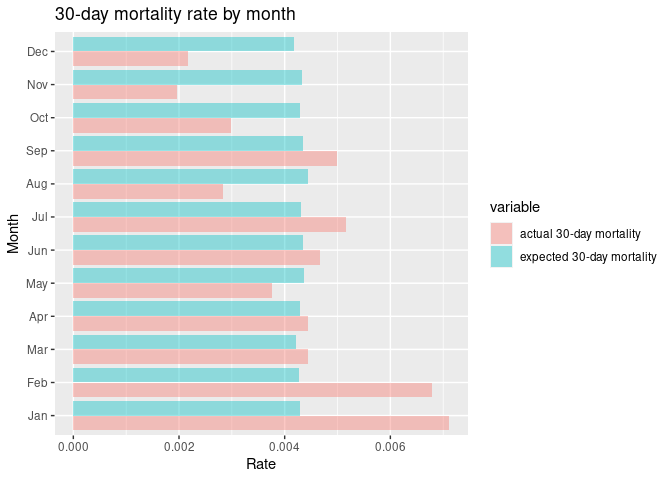 30-day mortality rate by month
Dec
Nov
Oct
Sep
Aug
Jul
Jun
May
Apr
Mar
Feb
Jan
Month
0.000 0.002 0.004 0.006
Rate
variable
actual 30-day mortality
expected 30-day mortality